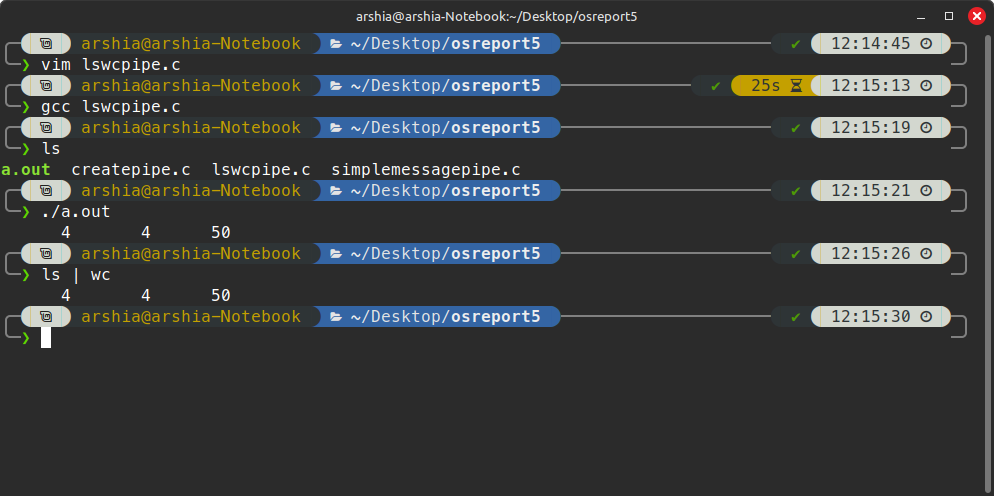 arshia@arshia-Notebook:~/Desktop/osreport5
arshia@arshia-Notebook ~/Desktop/osreport5 ✔ 12:14:45
❯ vim lswcpipe.c
arshia@arshia-Notebook ~/Desktop/osreport5 ✔ 25s 12:15:13
❯ gcc lswcpipe.c
arshia@arshia-Notebook ~/Desktop/osreport5 ✔ 12:15:19
❯ ls
a.out  createpipe.c  lswcpipe.c  simplemessagepipe.c
arshia@arshia-Notebook ~/Desktop/osreport5 ✔ 12:15:21
❯ ./a.out
      4       4      50
arshia@arshia-Notebook ~/Desktop/osreport5 ✔ 12:15:26
❯ ls | wc
      4       4      50
arshia@arshia-Notebook ~/Desktop/osreport5 ✔ 12:15:30
❯